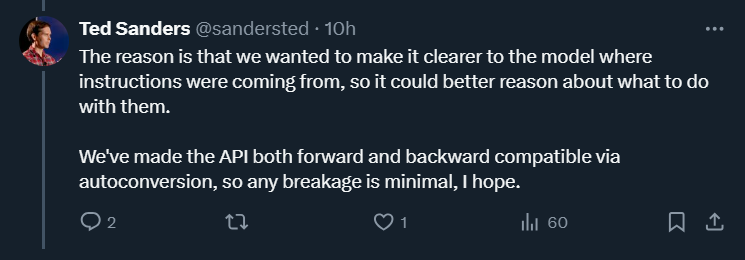 Ted Sanders @sandersted · 10h
The reason is that we wanted to make it clearer to the model where
instructions were coming from, so it could better reason about what to do
with them.
We've made the API both forward and backward compatible via
autoconversion, so any breakage is minimal, I hope.
2 1 60